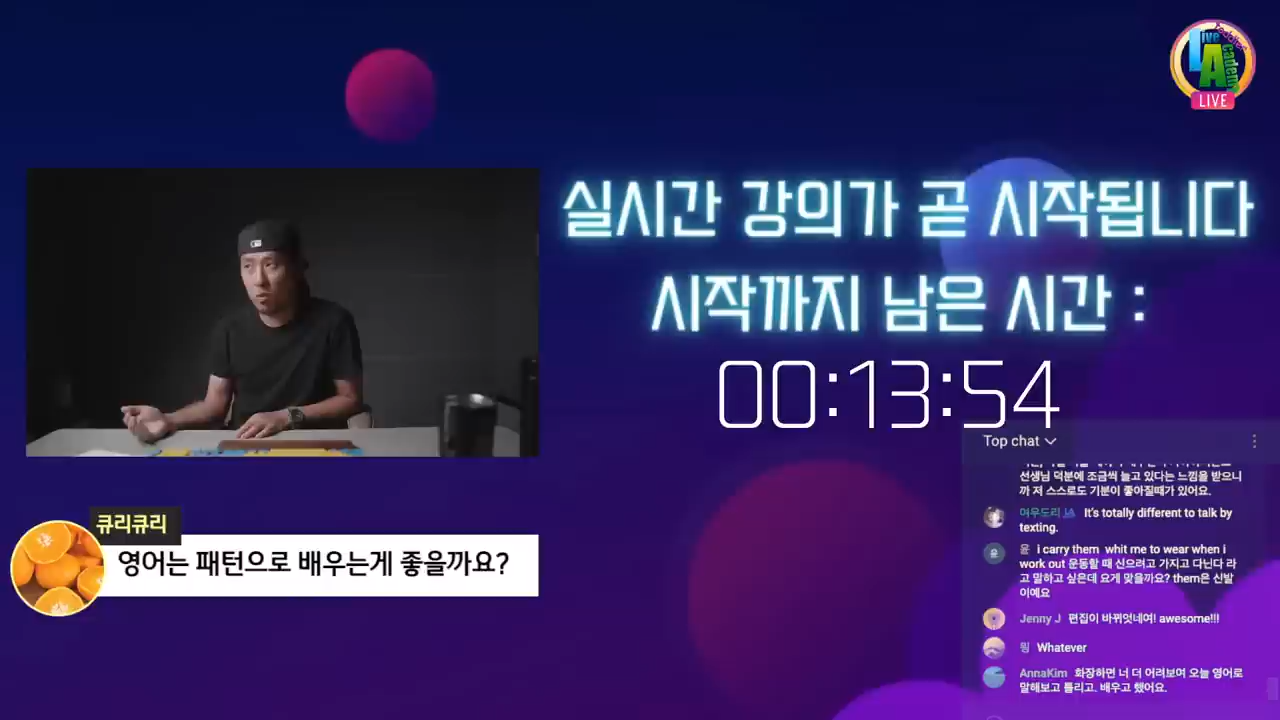 Live
Academy
LIVE
실시간 강의가 곧 시작됩니다
시작까지 남은 시간 :
00:13:54
큐리큐리
영어는 패턴으로 배우는게 좋을까요?
Top chat
선생님 덕분에 조금씩 늘고 있다는 느낌을 받으니
까 저 스스로도 기분이 좋아질때가 있어요.
여우도리 It's totally different to talk by
texting.
윤 윤 i carry them whit me to wear when i
work out 운동할 때 신으려고 가지고 다닌다 라
고 말하고 싶은데 요게 맞을까요? them은 신발
이예요
Jenny J 편집이 바뀌엇네여! awesome!!!
Whatever
AnnaKim 화장하면 너 더 어려보여 오늘 영어로
말해보고 틀리고. 배우고 했어요.